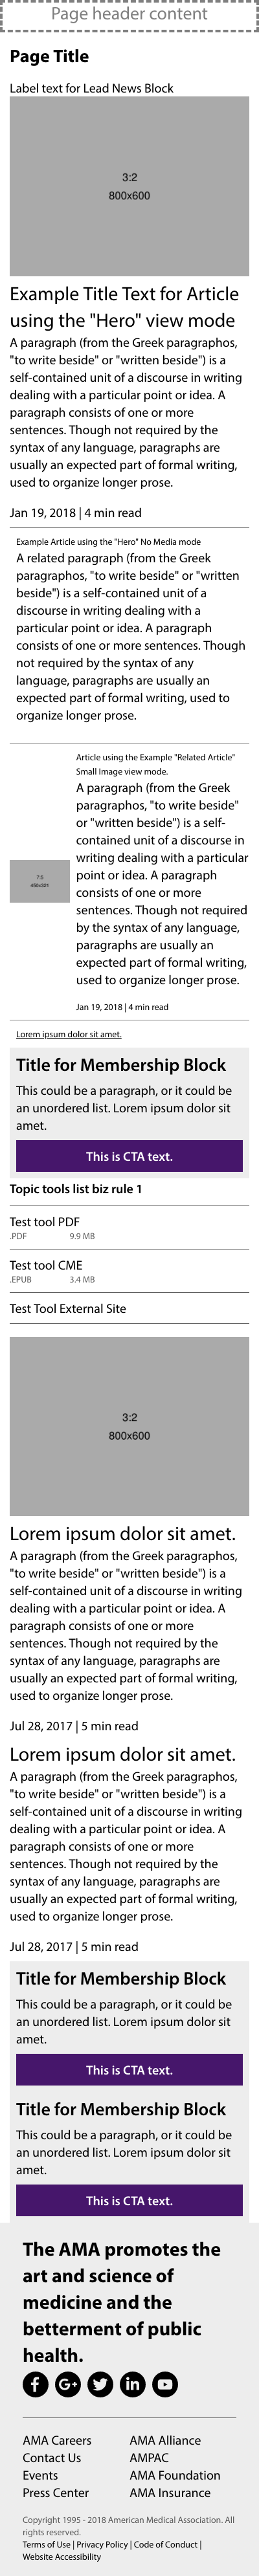 Page header content
Page Title
Label text for Lead News Block
3:2
800x600
Example Title Text for Article
using the "Hero" view mode
A paragraph (from the Greek paragraphos,
"to write beside" or "written beside") is a
self-contained unit of a discourse in writing
dealing with a particular point or idea. A
paragraph consists of one or more
sentences. Though not required by the
syntax of any language, paragraphs are
usually an expected part of formal writing,
used to organize longer prose.
Jan 19, 2018 | 4 min read
Example Article using the "Hero" No Media mode
A related paragraph (from the Greek
paragraphos, "to write beside" or "written
beside") is a self-contained unit of a
discourse in writing dealing with a
particular point or idea. A paragraph
consists of one or more sentences. Though
not required by the syntax of any
language, paragraphs are usually an
expected part of formal writing, used to
organize longer prose.
Article using the Example "Related Article"
Small Image view mode.
A paragraph (from the Greek
paragraphos, "to write beside"
or "written beside") is a self-
contained unit of a discourse in
writing dealing with a particular
point or idea. A paragraph
consists of one or more
sentences. Though not required
by the syntax of any language,
paragraphs are usually an
expected part of formal writing,
used to organize longer prose.
7:5
450x321
Jan 19, 2018 | 4 min read
Lorem ipsum dolor sit amet.
Title for Membership Block
This could be a paragraph, or it could be
an unordered list. Lorem ipsum dolor sit
amet.
This is CTA text.
Topic tools list biz rule 1
Test tool PDF
.PDF 9.9 MB
Test tool CME
.EPUB 3.4 MB
Test Tool External Site
3:2
800x600
Lorem ipsum dolor sit amet.
A paragraph (from the Greek paragraphos,
"to write beside" or "written beside") is a
self-contained unit of a discourse in writing
dealing with a particular point or idea. A
paragraph consists of one or more
sentences. Though not required by the
syntax of any language, paragraphs are
usually an expected part of formal writing,
used to organize longer prose.
Jul 28, 2017 | 5 min read
Lorem ipsum dolor sit amet.
A paragraph (from the Greek paragraphos,
"to write beside" or "written beside") is a
self-contained unit of a discourse in writing
dealing with a particular point or idea. A
paragraph consists of one or more
sentences. Though not required by the
syntax of any language, paragraphs are
usually an expected part of formal writing,
used to organize longer prose.
Jul 28, 2017 | 5 min read
Title for Membership Block
This could be a paragraph, or it could be
an unordered list. Lorem ipsum dolor sit
amet.
This is CTA text.
Title for Membership Block
This could be a paragraph, or it could be
an unordered list. Lorem ipsum dolor sit
amet.
This is CTA text.
The AMA promotes the
art and science of
medicine and the
betterment of public
health.
AMA Careers AMA Alliance
Contact Us AMPAC
Events AMA Foundation
Press Center AMA Insurance
Copyright 1995 - 2018 American Medical Association. All
rights reserved.
Terms of Use | Privacy Policy | Code of Conduct |
Website Accessibility